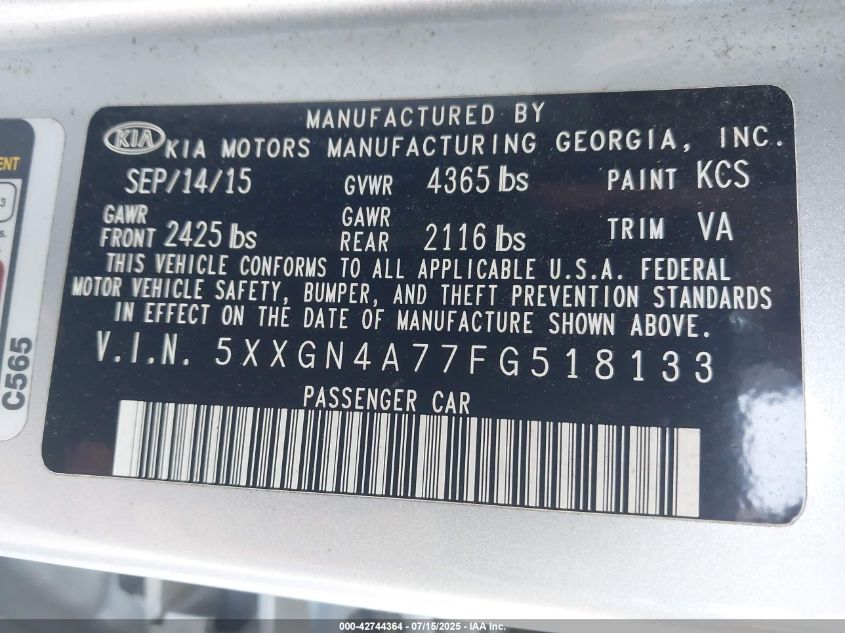 MANUFACTURED BY
KIA KIA MOTORS MANUFACTURING GEORGIA, INC.
SEP/14/15 GVWR 4365 lbs PAINT KCS
GAWR FRONT 2425 lbs GAWR REAR 2116 lbs TRIM VA
THIS VEHICLE CONFORMS TO ALL APPLICABLE U.S.A. FEDERAL
MOTOR VEHICLE SAFETY, BUMPER, AND THEFT PREVENTION STANDARDS
IN EFFECT ON THE DATE OF MANUFACTURE SHOWN ABOVE.
V.I.N. 5XXGN4A77FG518133
PASSENGER CAR
C565
3
000-42744364 - 07/15/2025 - IAA Inc.